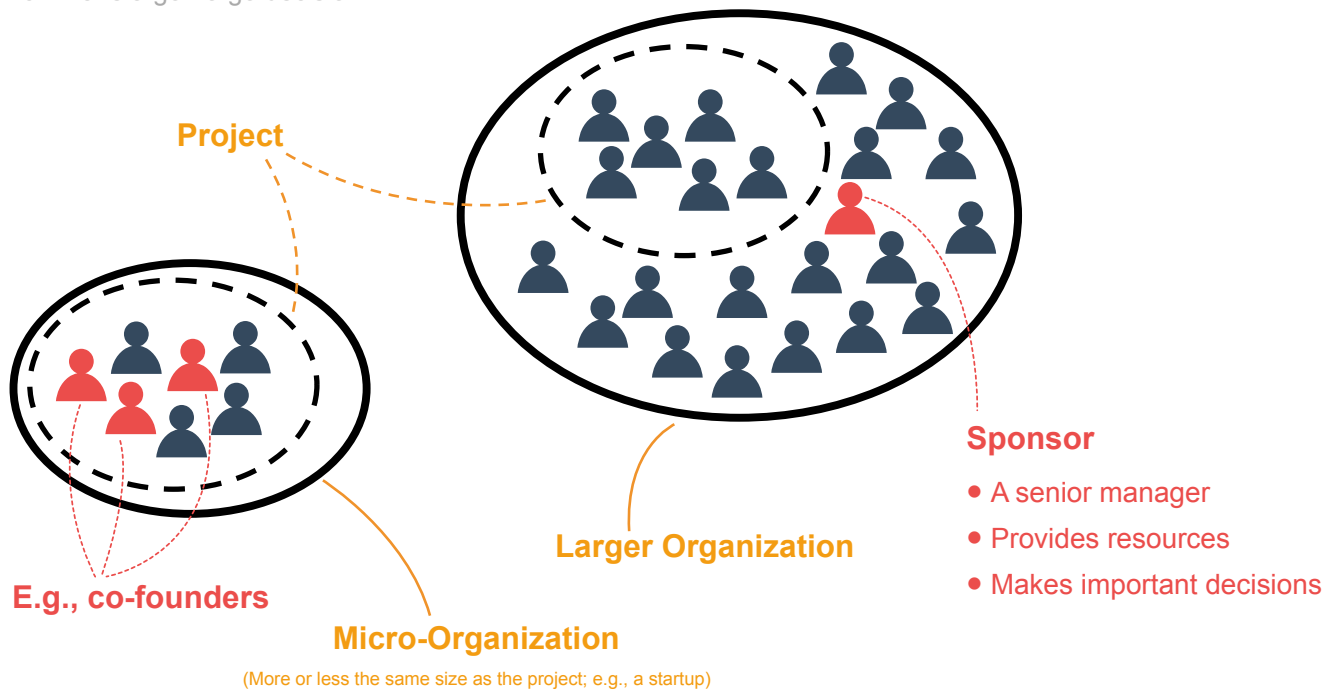 Project
Sponsor
• A senior manager
• Provides resources
• Makes important decisions
Larger Organization
E.g., co-founders
Micro-Organization
(More or less the same size as the project; e.g., a startup)